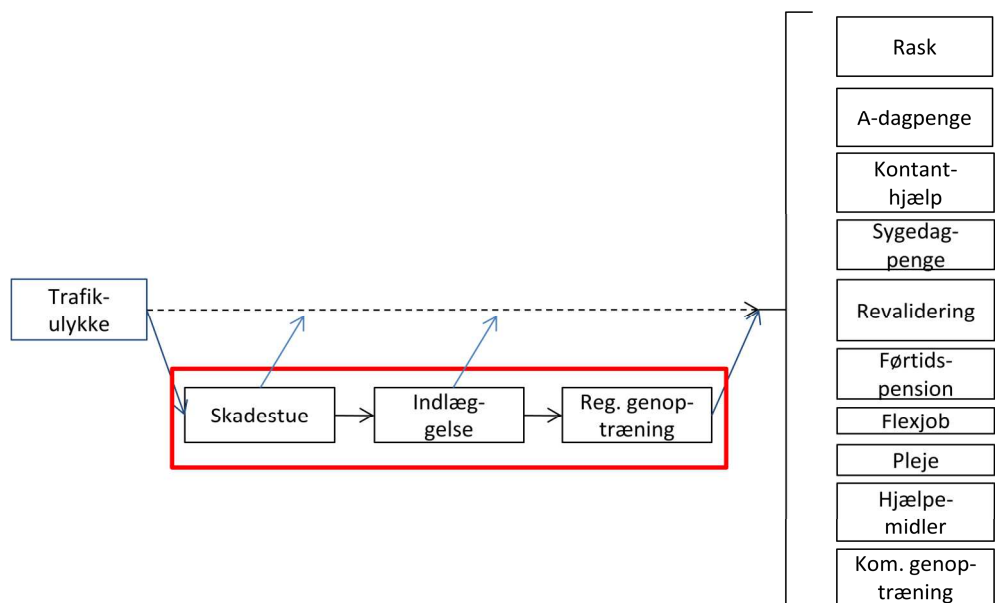 Trafik-
ulykke
Skadestue
Indlæg-
gelse
Reg. genop-
træning
Rask
A-dagpenge
Kontant-
hjælp
Sygedag-
penge
Revalidering
Førtids-
pension
Flexjob
Pleje
Hjælpe-
midler
Kom. genop-
træning